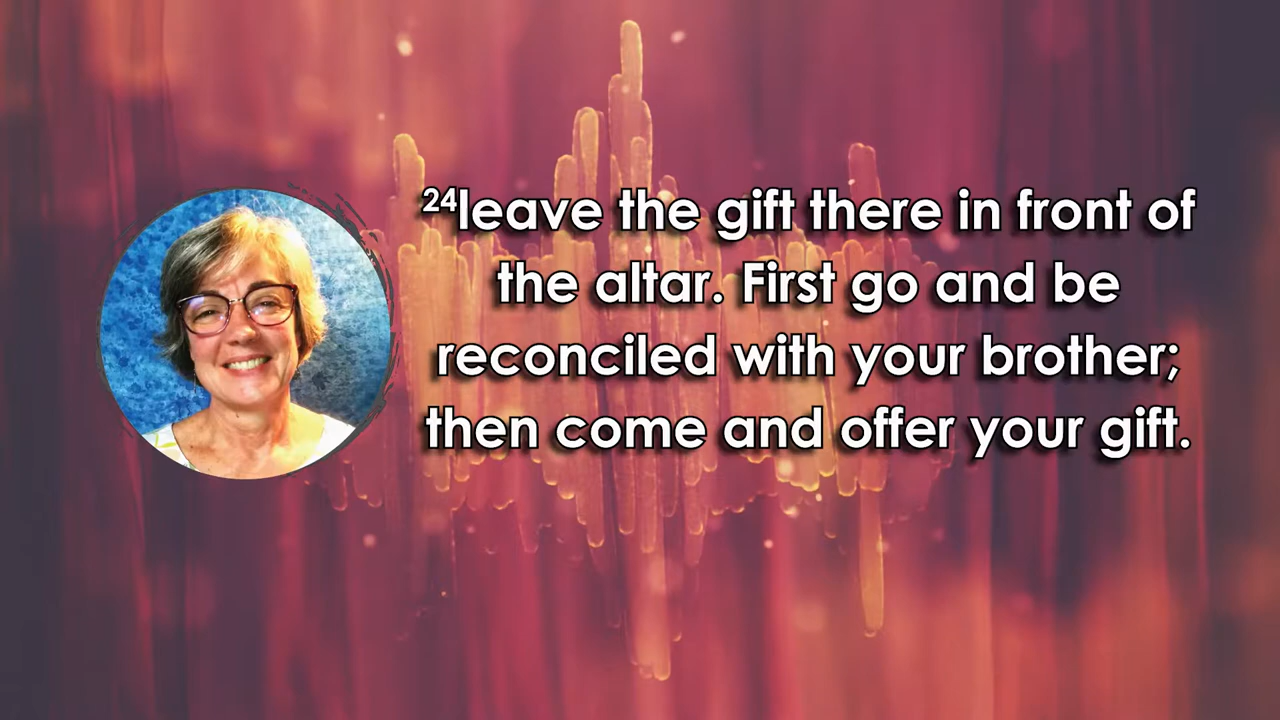 ²⁴leave the gift there in front of
the altar. First go and be
reconciled with your brother;
then come and offer your gift.